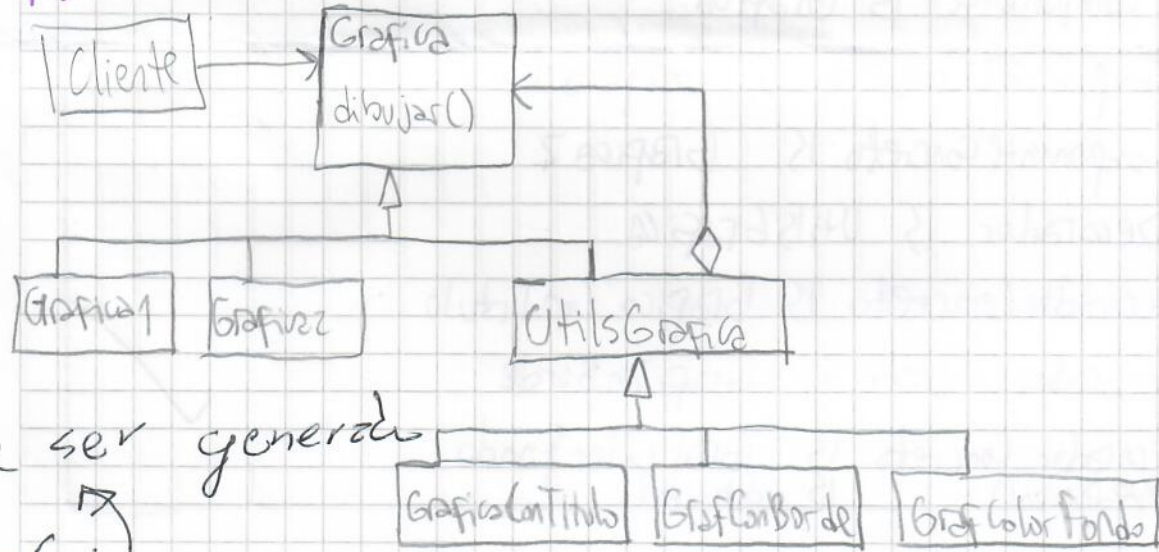 Grafica
Cliente
dibujar()
Grafica1
Grafica2
UtilsGrafica
ser generado
GraficaConTitulo
GrafConBorde
GrafColorFondo